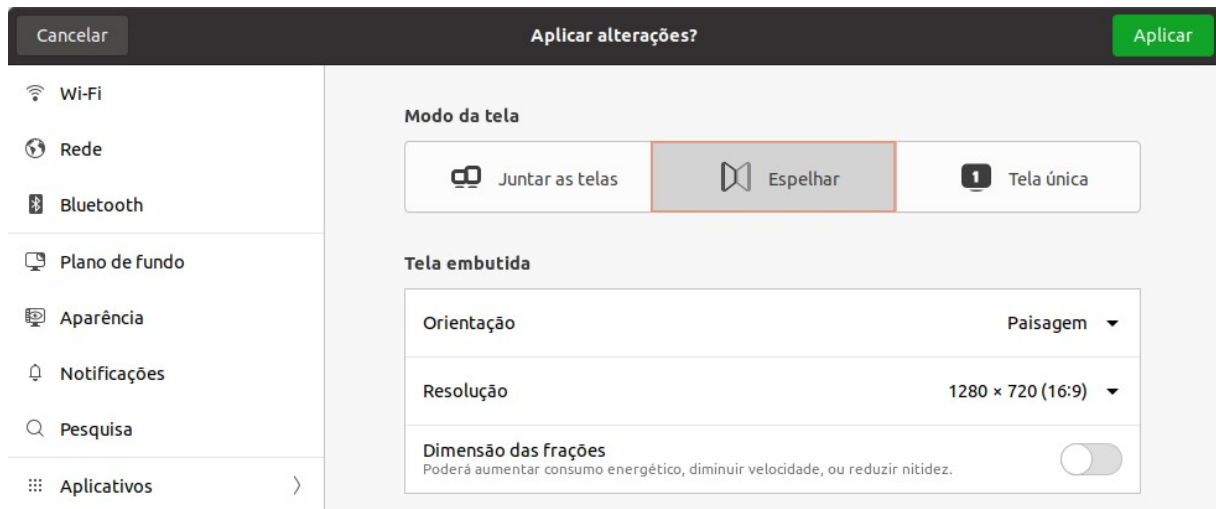 Cancelar
Aplicar alterações?
Aplicar
Wi-Fi
Rede
Bluetooth
Plano de fundo
Aparência
Notificações
Pesquisa
Aplicativos
Modo da tela
Juntar as telas
Espelhar
1
Tela única
Tela embutida
Orientação
Paisagem
Resolução
1280 × 720 (16∶9)
Dimensão das frações
Poderá aumentar consumo energético, diminuir velocidade, ou reduzir nitidez.